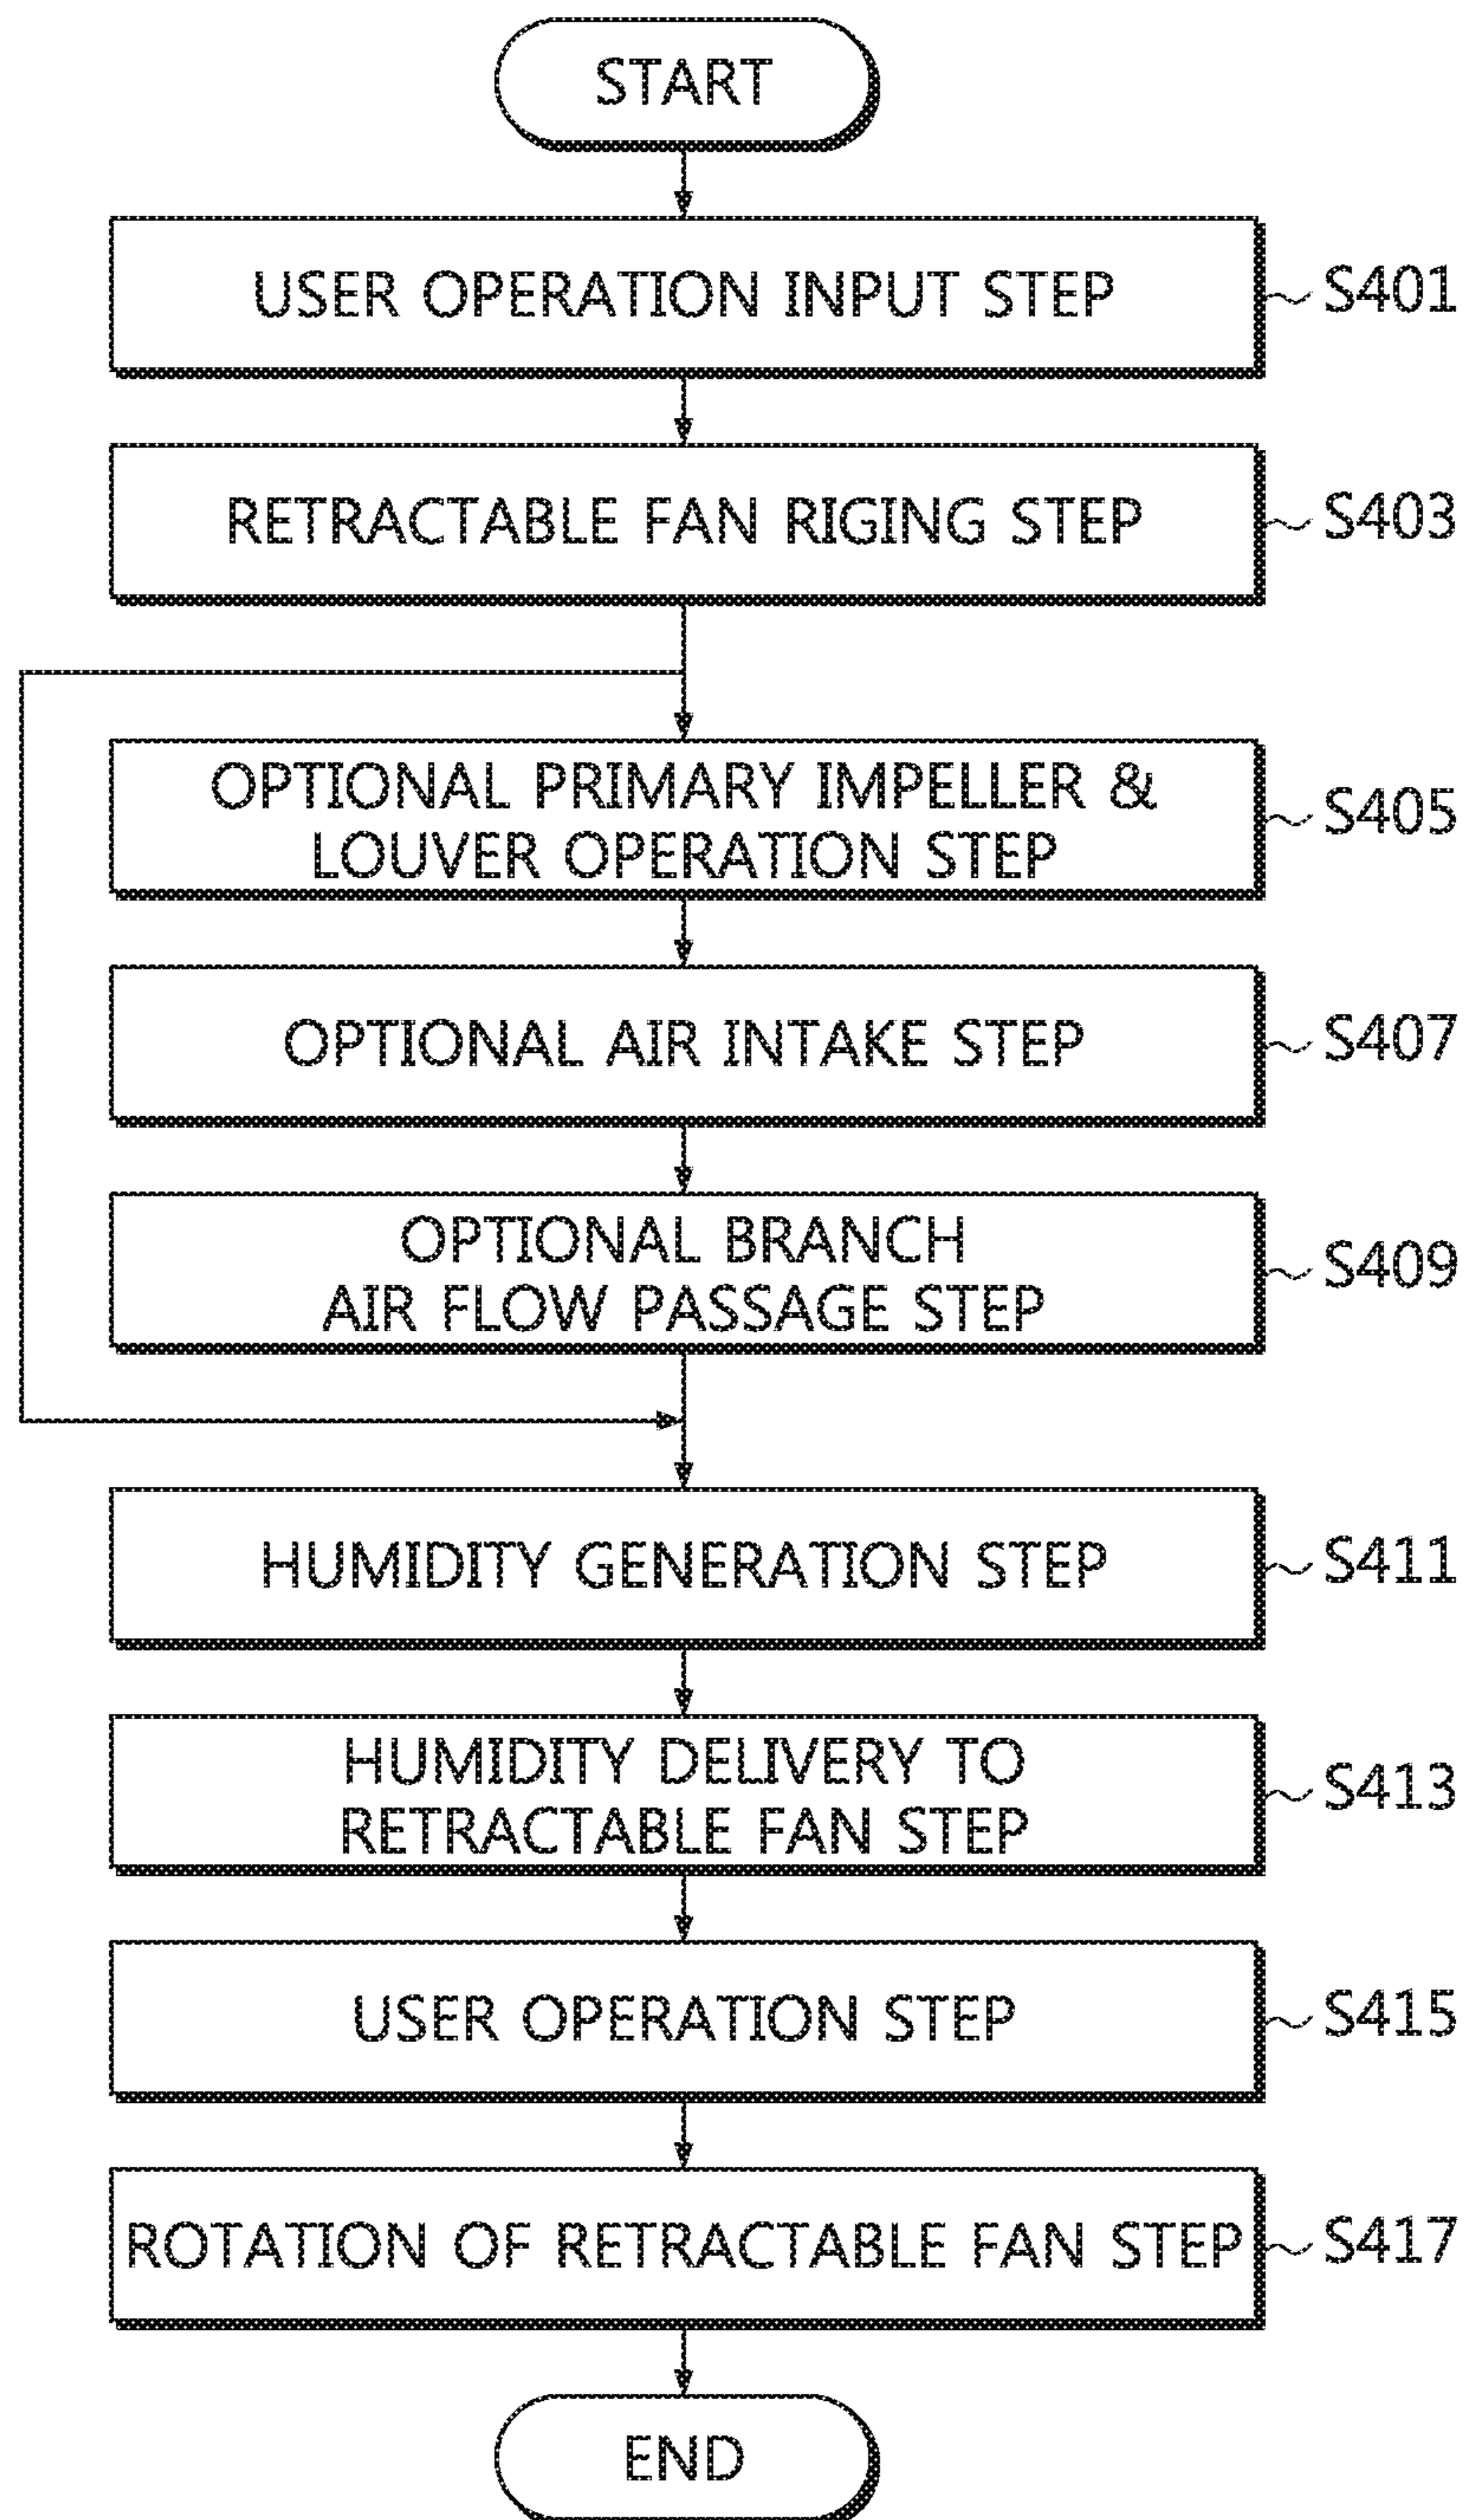 START
USER OPERATION INPUT STEP
S401
RETRACTABLE FAN RIGING STEP
S403
OPTIONAL PRIMARY IMPELLER &
LOUVER OPERATION STEP
S405
OPTIONAL AIR INTAKE STEP
S407
OPTIONAL BRANCH
AIR FLOW PASSAGE STEP
S409
HUMIDITY GENERATION STEP
S411
HUMIDITY DELIVERY TO
RETRACTABLE FAN STEP
S413
USER OPERATION STEP
S415
ROTATION OF RETRACTABLE FAN STEP
S417
END